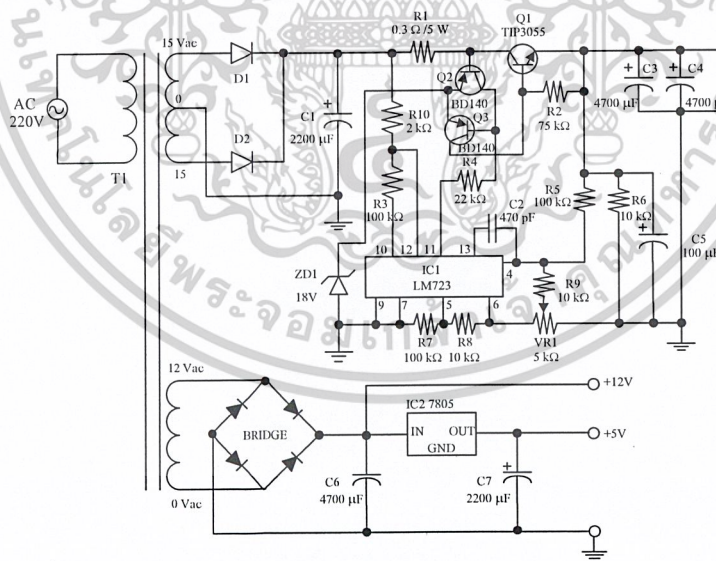 AC
220V
T1
15 Vac
0
15
D1
D2
C1
2200 µF
R1
0.3 Ω/5 W
Q1
TIP3055
Q2
BD140
Q3
BD140
R10
2 kΩ
R3
100 kΩ
R4
22 kΩ
R2
75 kΩ
C2
470 pF
C3
4700 µF
C4
4700 µ
R5
100 kΩ
R6
10 kΩ
C5
100 µF
ZD1
18V
10
12
11
13
4
IC1
LM723
9
7
5
6
R9
10 kΩ
R7
100 kΩ
R8
10 kΩ
VR1
5 kΩ
12 Vac
0 Vac
BRIDGE
IC2 7805
IN
OUT
GND
C6
4700 µF
C7
2200 µF
+12V
+5V